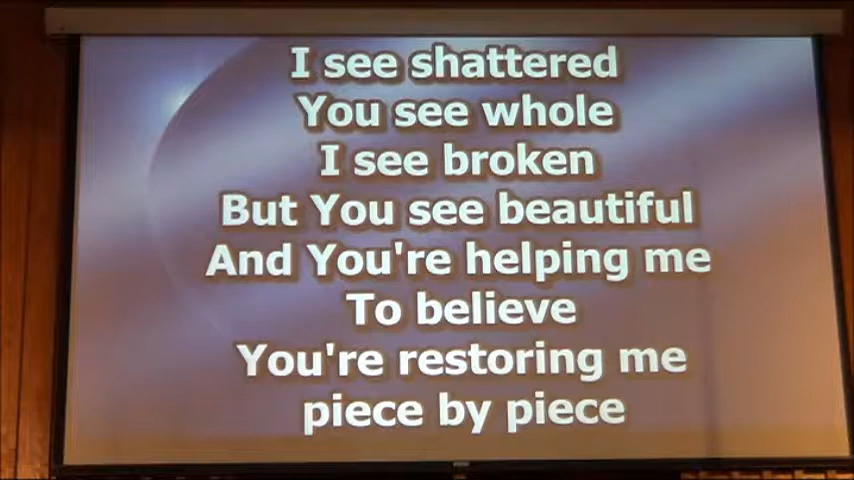 I see shattered
You see whole
I see broken
But You see beautiful
And You're helping me
To believe
You're restoring me
piece by piece